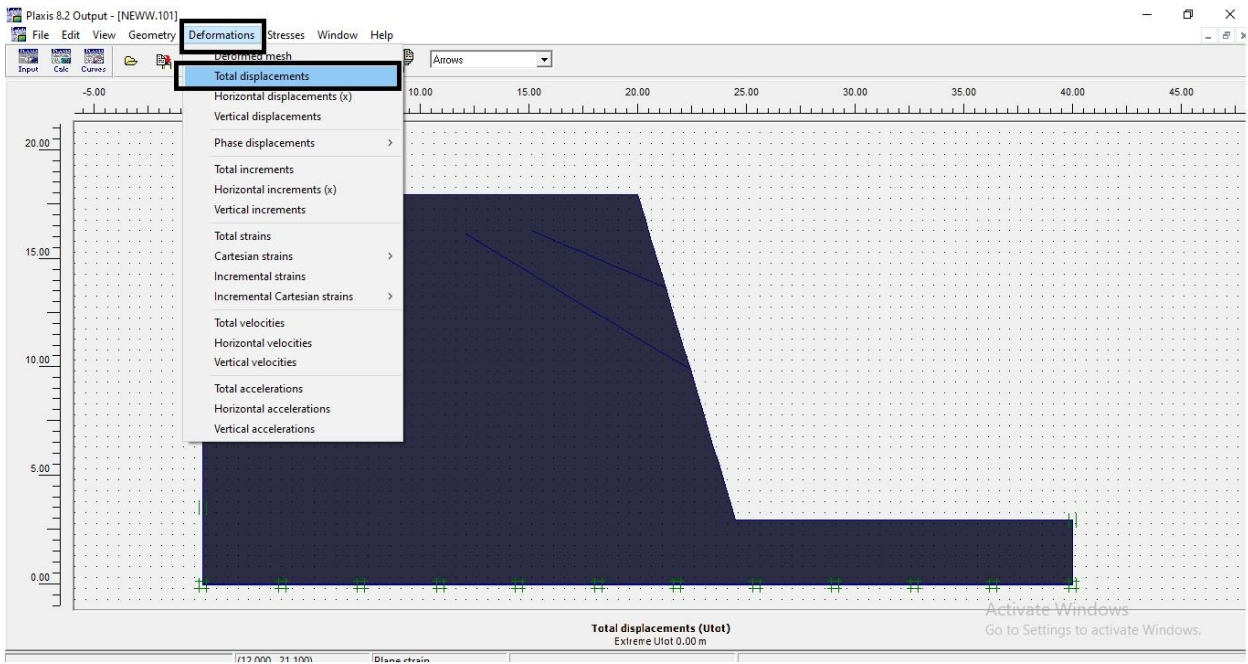 Plaxis 8.2 Output - [NEWW.101]
File Edit View Geometry Deformations Stresses Window Help
Input Calc Curves Arrows
Deformed mesh
Total displacements
Horizontal displacements (x)
Vertical displacements
Phase displacements
Total increments
Horizontal increments (x)
Vertical increments
Total strains
Cartesian strains
Incremental strains
Incremental Cartesian strains
Total velocities
Horizontal velocities
Vertical velocities
Total accelerations
Horizontal accelerations
Vertical accelerations
-5.00 10.00 15.00 20.00 25.00 30.00 35.00 40.00 45.00
20.00
15.00
10.00
5.00
0.00
Total displacements (Utot)
Extreme Utot 0.00 m
Activate Windows
Go to Settings to activate Windows.
(12.000 21.100) Plane strain